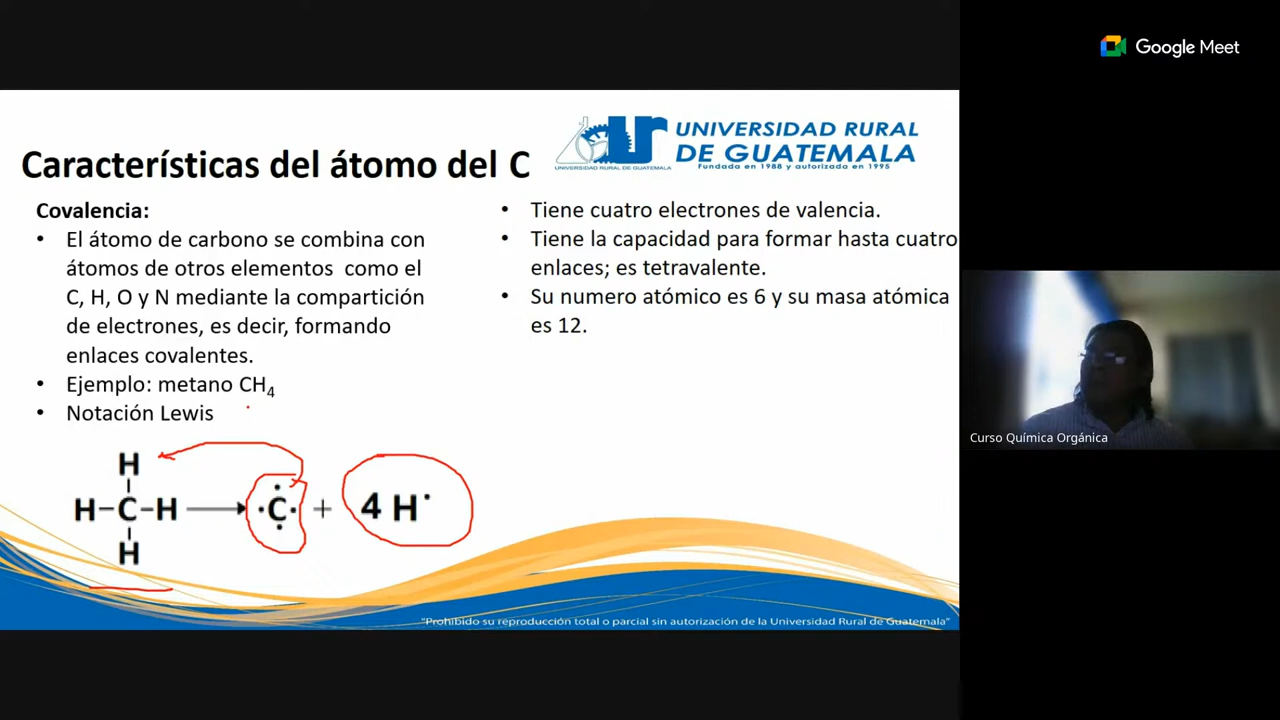 Google Meet
UNIVERSIDAD RURAL
DE GUATEMALA
Fundada en 1988 y autorizada en 1995
UNIVERSIDAD RURAL DE GUATEMALA
Características del átomo del C
Covalencia:
• El átomo de carbono se combina con
átomos de otros elementos como el
C, H, O y N mediante la compartición
de electrones, es decir, formando
enlaces covalentes.
• Ejemplo: metano CH₄
• Notación Lewis
• Tiene cuatro electrones de valencia.
• Tiene la capacidad para formar hasta cuatro
enlaces; es tetravalente.
• Su numero atómico es 6 y su masa atómica
es 12.
H
H–C–H → ·C· + 4 H·
H
Curso Química Orgánica
"Prohibido su reproducción total o parcial sin autorización de la Universidad Rural de Guatemala"